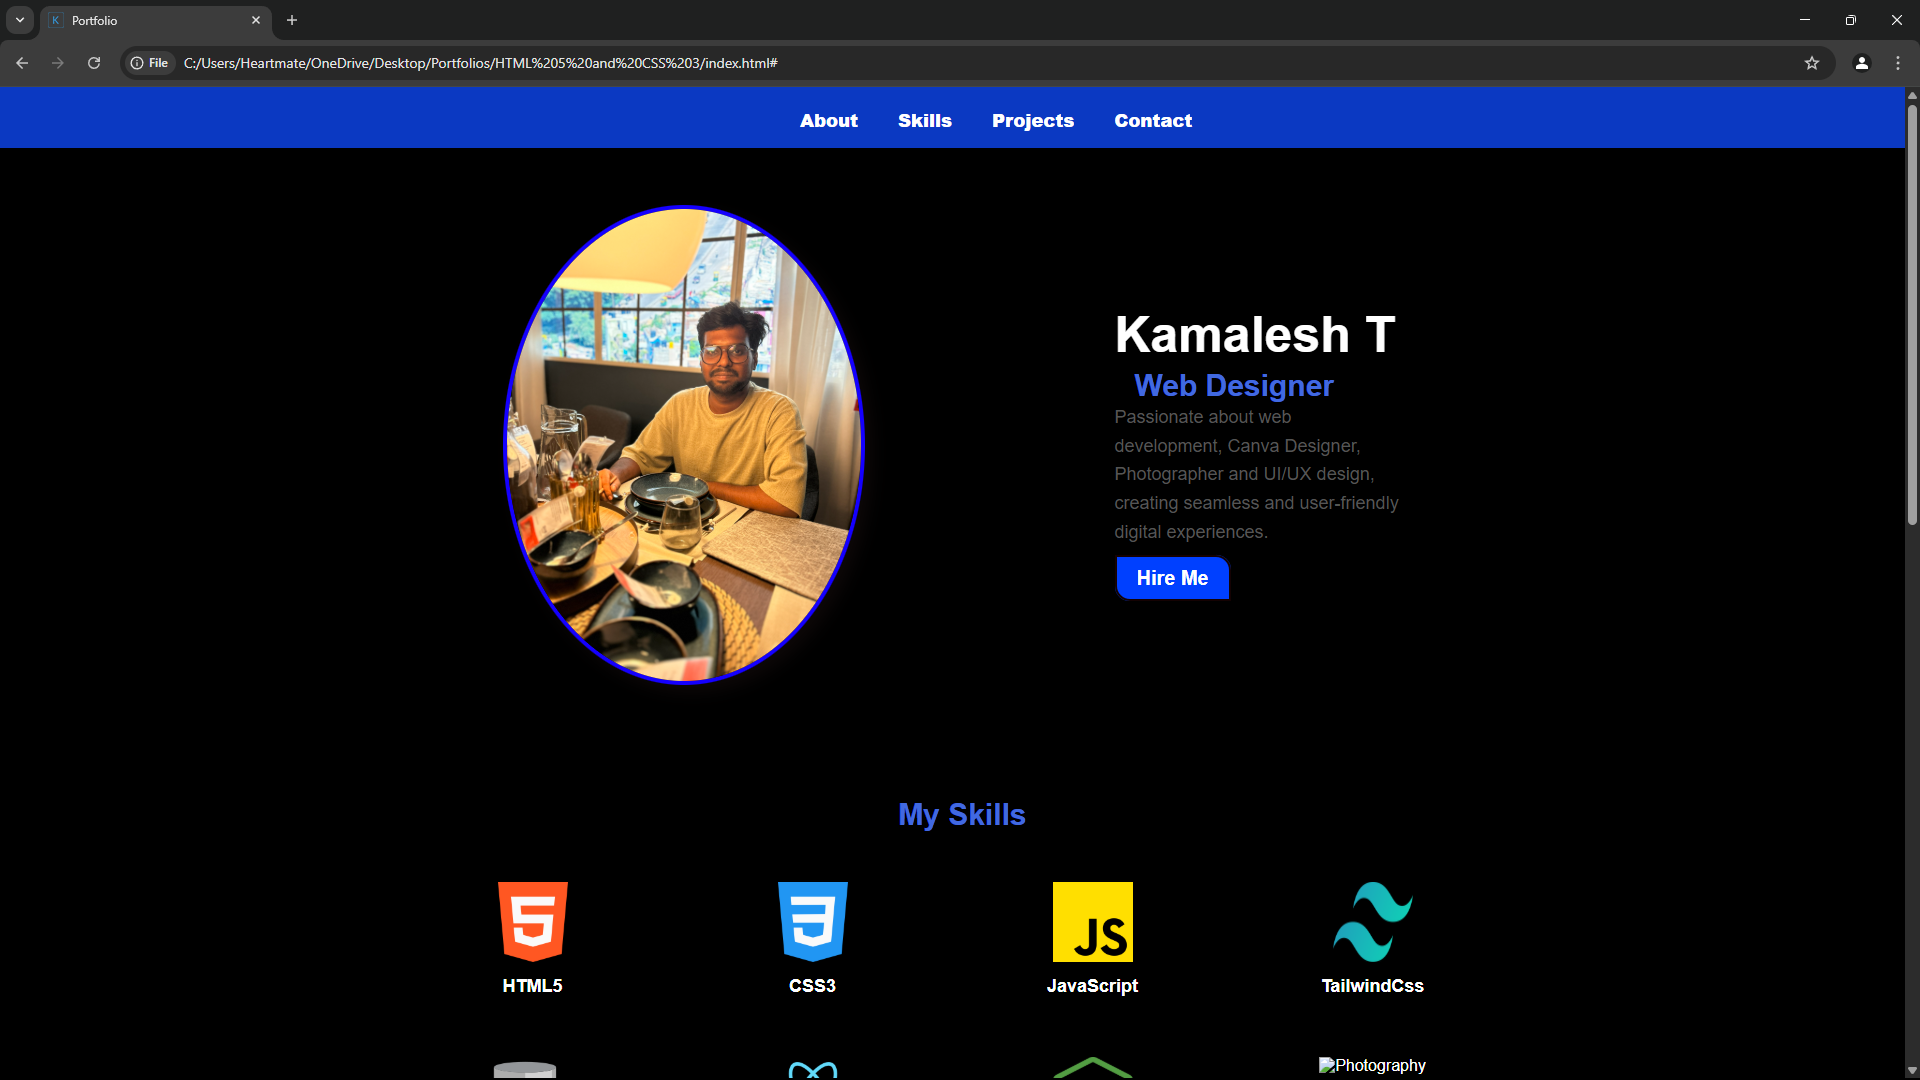 K Portfolio
File C:/Users/Heartmate/OneDrive/Desktop/Portfolios/HTML%205%20and%20CSS%203/index.html#
About Skills Projects Contact
Kamalesh T
Web Designer
Passionate about web
development, Canva Designer,
Photographer and UI/UX design,
creating seamless and user-friendly
digital experiences.
Hire Me
My Skills
5 3 JS
HTML5 CSS3 JavaScript TailwindCss
Photography